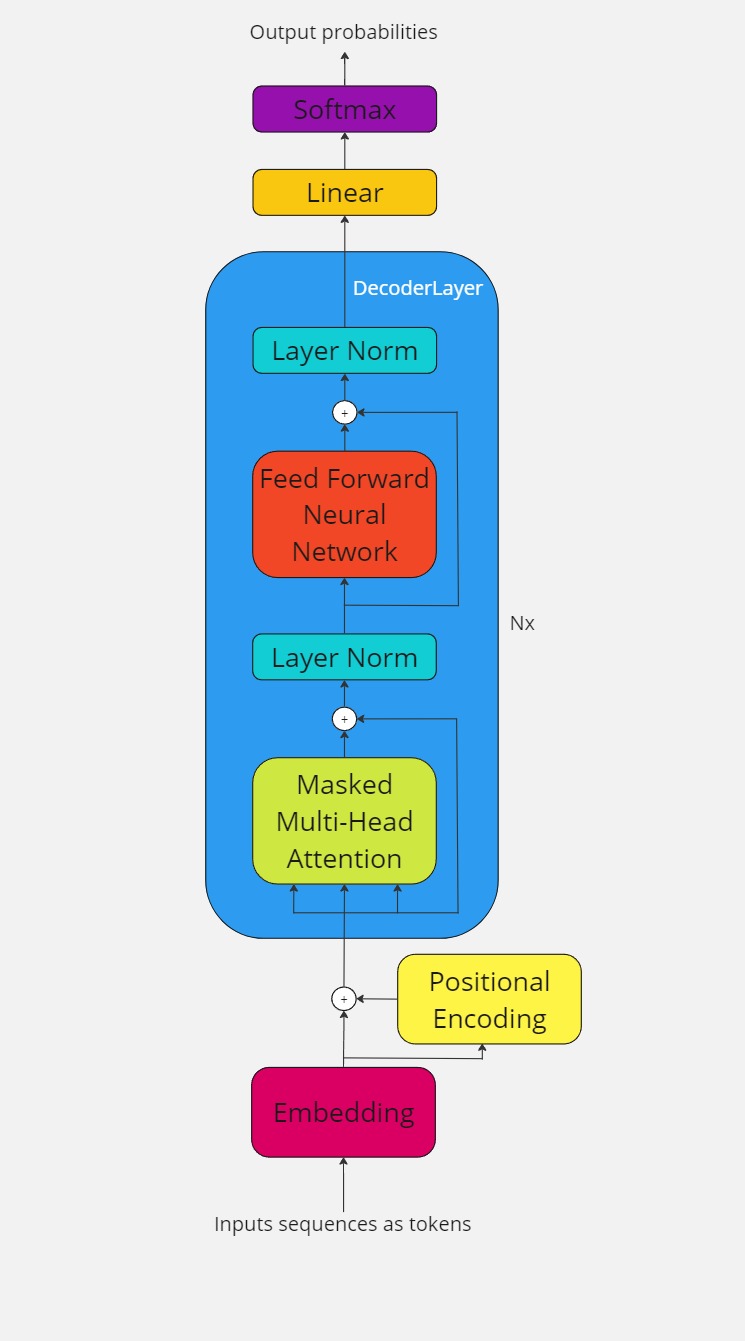 Output probabilities
Softmax
Linear
DecoderLayer
Layer Norm
+
Feed Forward
Neural
Network
Nx
Layer Norm
+
Masked
Multi-Head
Attention
Positional
Encoding
+
Embedding
Inputs sequences as tokens